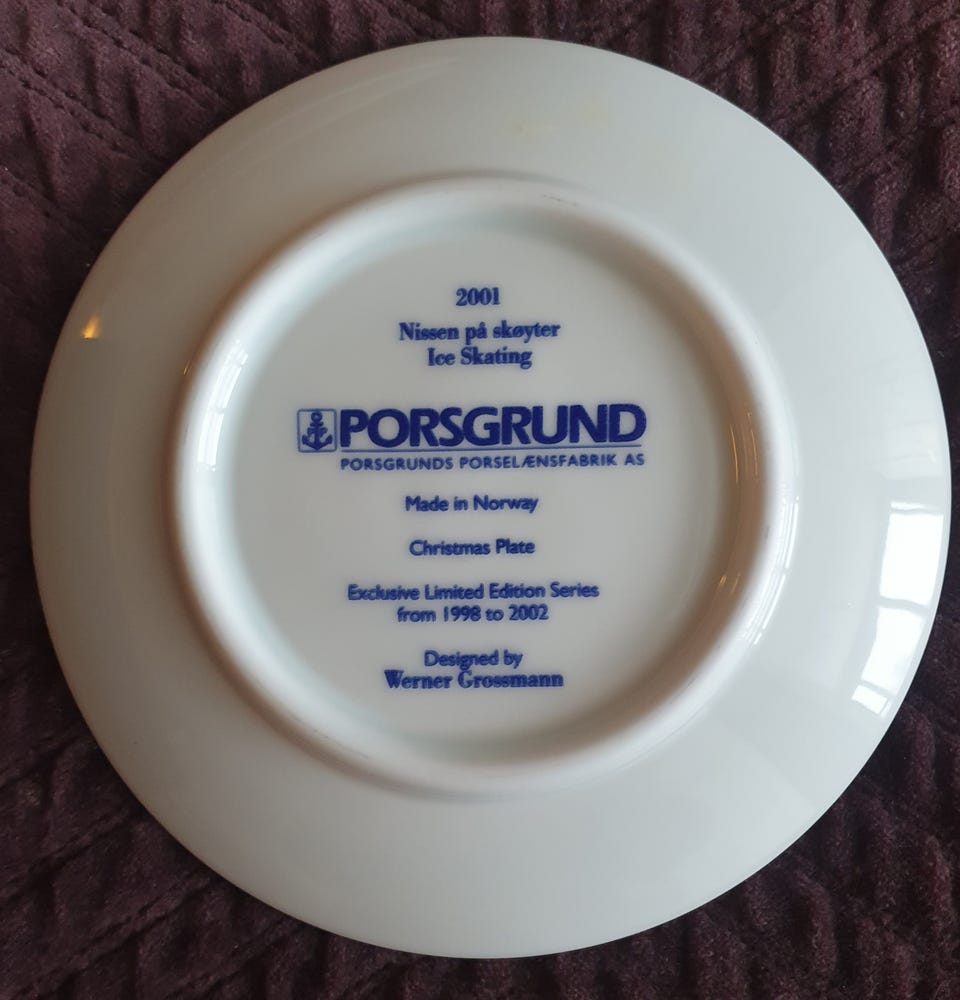 2001
Nissen på skøyter
Ice Skating
PORSGRUND
PORSGRUNDS PORSELÆNSFABRIK AS
Made in Norway
Christmas Plate
Exclusive Limited Edition Series
from 1998 to 2002
Designed by
Werner Grossmann